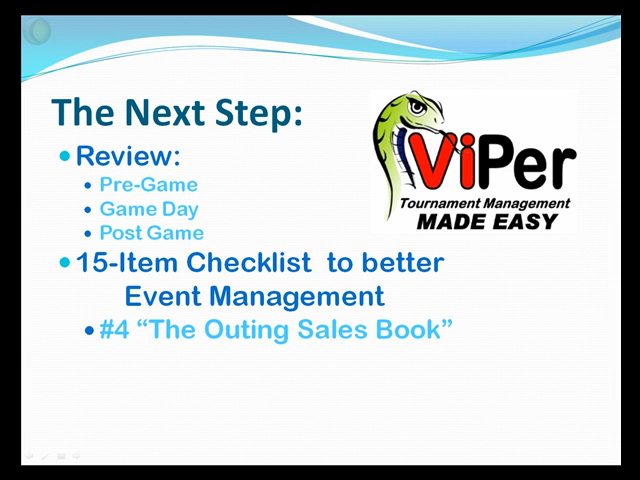 The Next Step:
Review:
Pre-Game
Game Day
Post Game
15-Item Checklist to better
Event Management
#4 “The Outing Sales Book”
ViPer
Tournament Management
MADE EASY